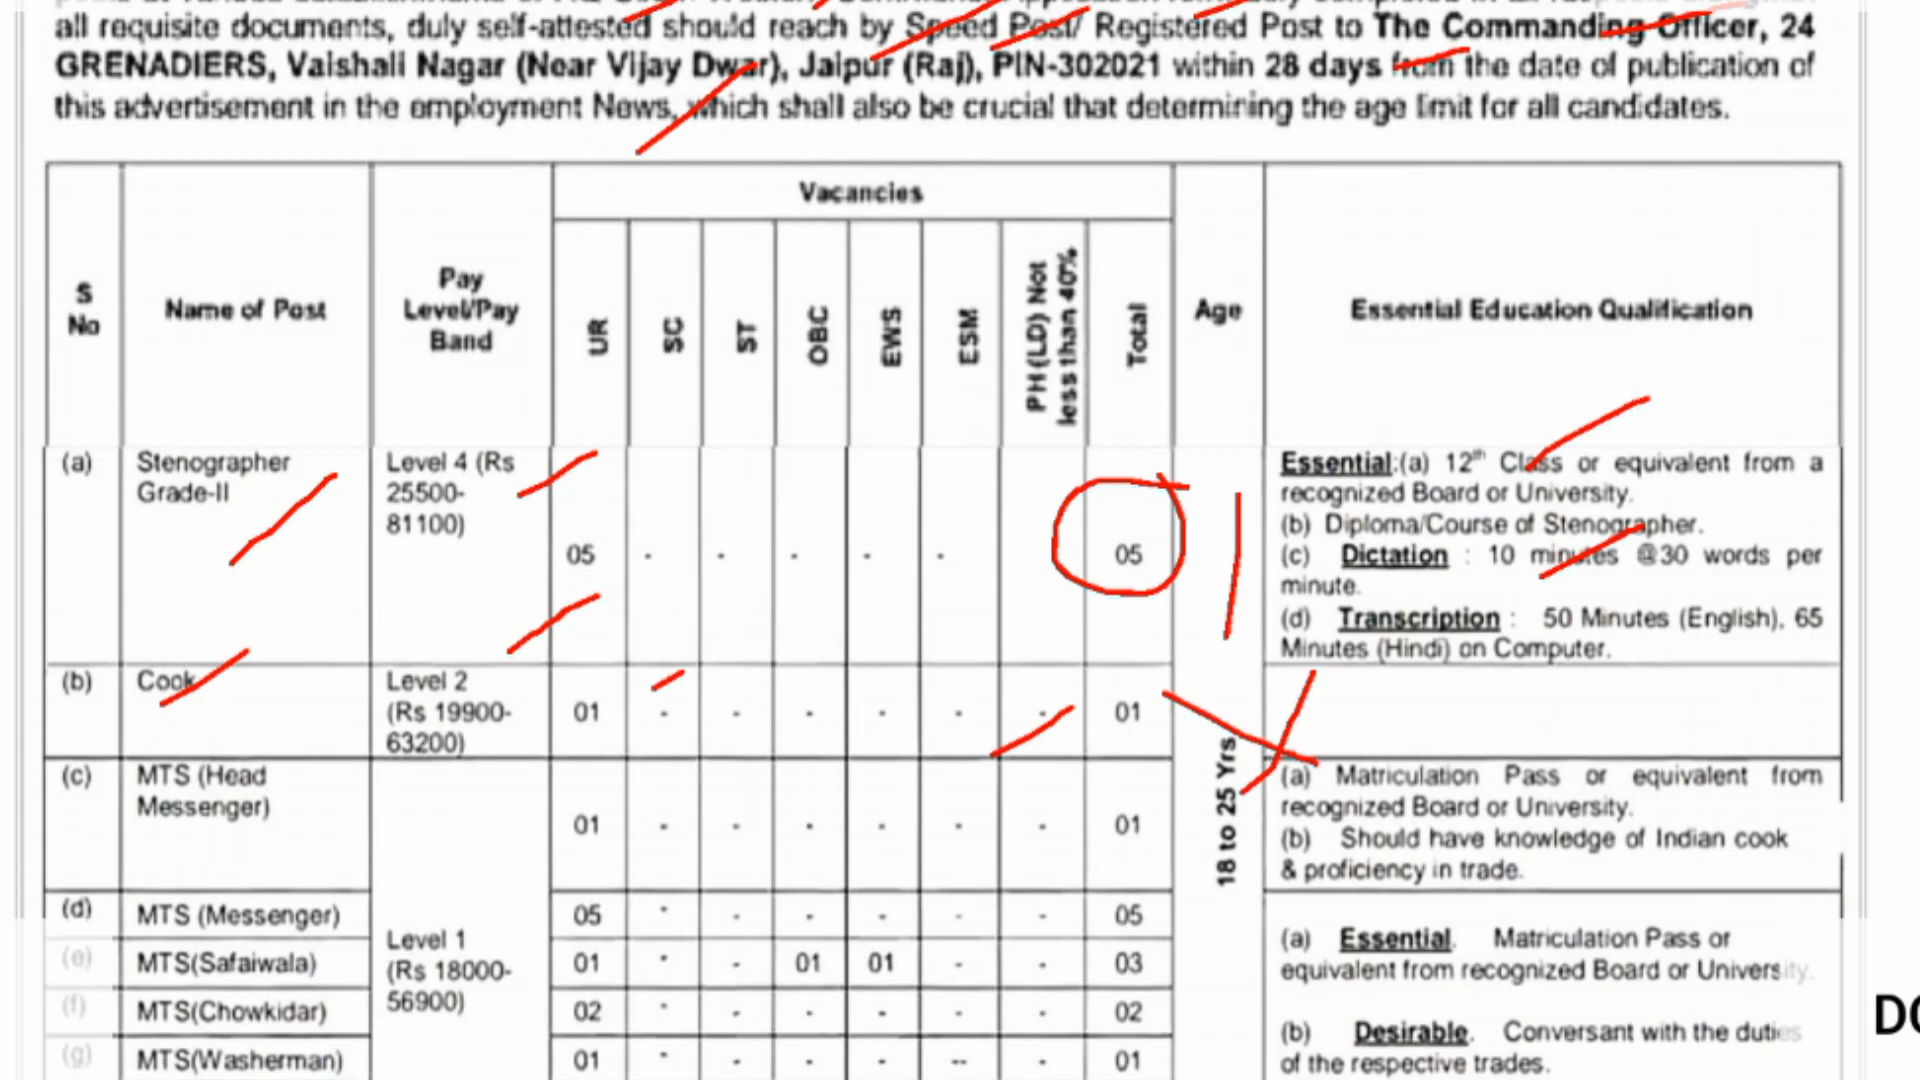 all requisite documents, duly self-attested should reach by Speed Post/ Registered Post to The Commanding Officer, 24
GRENADIERS, Vaishali Nagar (Near Vijay Dwar), Jaipur (Raj), PIN-302021 within 28 days from the date of publication of
this advertisement in the employment News, which shall also be crucial that determining the age limit for all candidates.
S
No
Name of Post
Pay
Level/Pay
Band
Vacancies
UR
SC
ST
OBC
EWS
ESM
PH (LD) Not
less than 40%
Total
Age
Essential Education Qualification
(a)
Stenographer
Grade-II
Level 4 (Rs
25500-
81100)
05 - - - - - 05
Essential:(a) 12th Class or equivalent from a
recognized Board or University.
(b) Diploma/Course of Stenographer.
(c) Dictation : 10 minutes @30 words per
minute.
(d) Transcription : 50 Minutes (English), 65
Minutes (Hindi) on Computer.
(b)
Cook
Level 2
(Rs 19900-
63200)
01 - - - - - - 01
18 to 25 Yrs
(c)
MTS (Head
Messenger)
01 - - - - - - 01
(a) Matriculation Pass or equivalent from
recognized Board or University.
(b) Should have knowledge of Indian cook
& proficiency in trade.
Level 1
(Rs 18000-
56900)
(d) MTS (Messenger) 05 - - - - - - 05
(e) MTS(Safaiwala) 01 - - 01 01 - - 03
(f) MTS(Chowkidar) 02 - - - - - - 02
(g) MTS(Washerman) 01 - - - - -- - 01
(a) Essential. Matriculation Pass or
equivalent from recognized Board or University.
(b) Desirable. Conversant with the duties
of the respective trades.